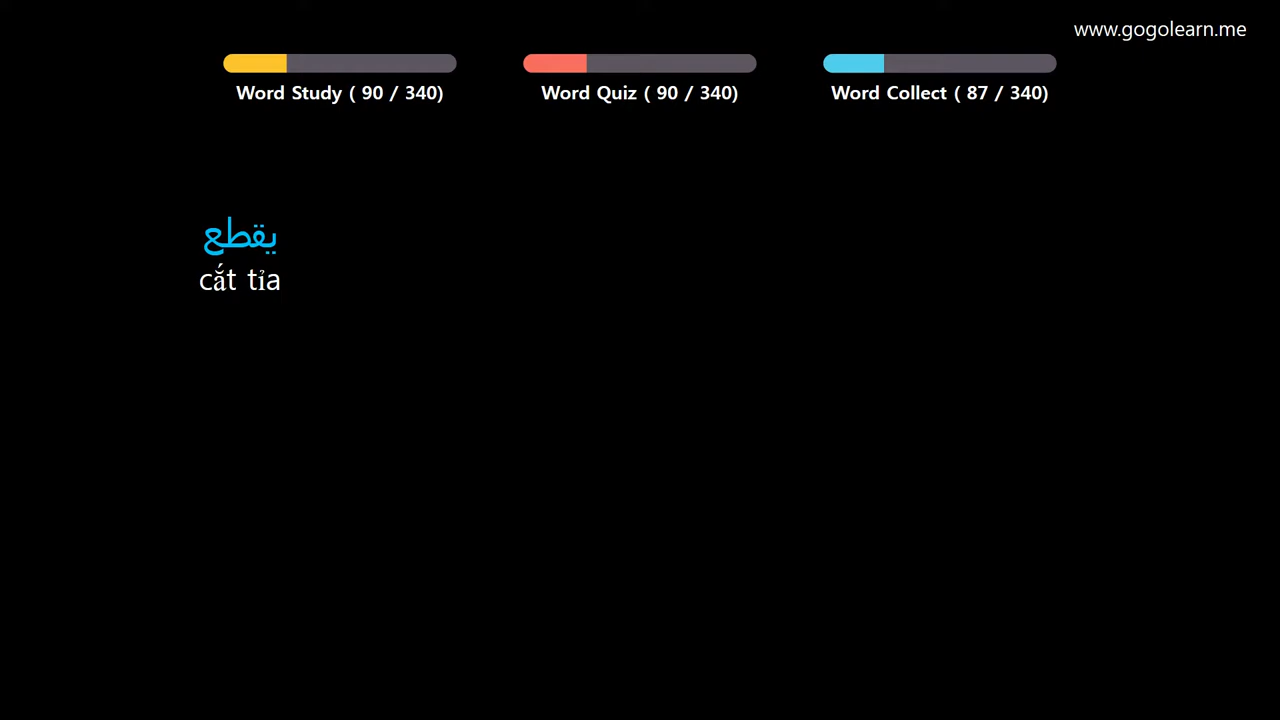 www.gogolearn.me
Word Study ( 90 / 340)
Word Quiz ( 90 / 340)
Word Collect ( 87 / 340)
يقطع
cắt tỉa